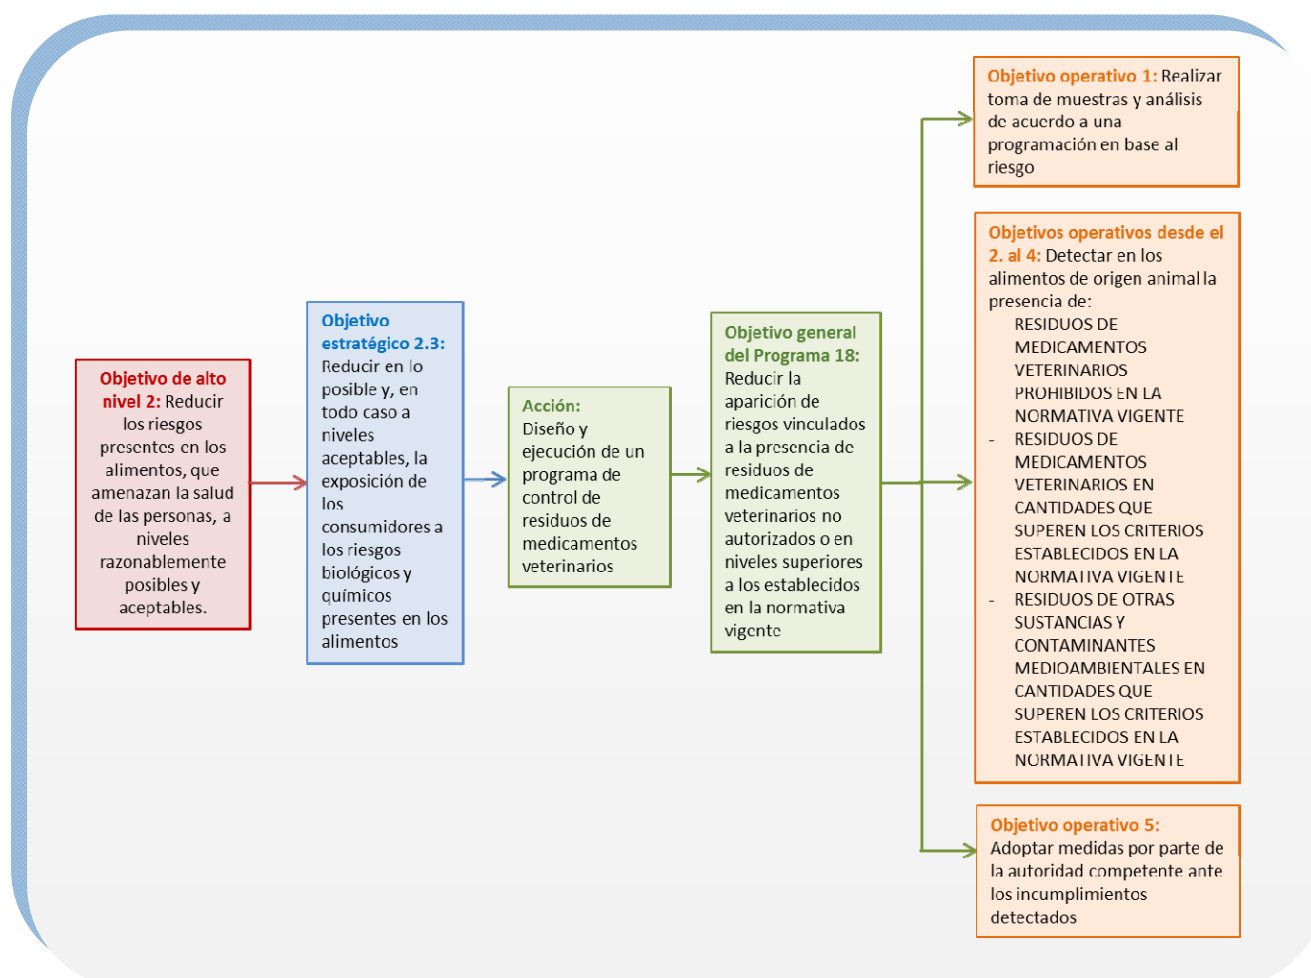 Objetivo de alto
nivel 2: Reducir
los riesgos
presentes en los
alimentos, que
amenazan la salud
de las personas, a
niveles
razonablemente
posibles y
aceptables.
Objetivo
estratégico 2.3:
Reducir en lo
posible y, en
todo caso a
niveles
aceptables, la
exposición de
los
consumidores a
los riesgos
biológicos y
químicos
presentes en los
alimentos
Acción:
Diseño y
ejecución de un
programa de
control de
residuos de
medicamentos
veterinarios
Objetivo general
del Programa 18:
Reducir la
aparición de
riesgos vinculados
a la presencia de
residuos de
medicamentos
veterinarios no
autorizados o en
niveles superiores
a los establecidos
en la normativa
vigente
Objetivo operativo 1: Realizar
toma de muestras y análisis
de acuerdo a una
programación en base al
riesgo
Objetivos operativos desde el
2. al 4: Detectar en los
alimentos de origen animal la
presencia de:
RESIDUOS DE
MEDICAMENTOS
VETERINARIOS
PROHIBIDOS EN LA
NORMATIVA VIGENTE
- RESIDUOS DE
MEDICAMENTOS
VETERINARIOS EN
CANTIDADES QUE
SUPEREN LOS CRITERIOS
ESTABLECIDOS EN LA
NORMATIVA VIGENTE
- RESIDUOS DE OTRAS
SUSTANCIAS Y
CONTAMINANTES
MEDIOAMBIENTALES EN
CANTIDADES QUE
SUPEREN LOS CRITERIOS
ESTABLECIDOS EN LA
NORMATIVA VIGENTE
Objetivo operativo 5:
Adoptar medidas por parte de
la autoridad competente ante
los incumplimientos
detectados